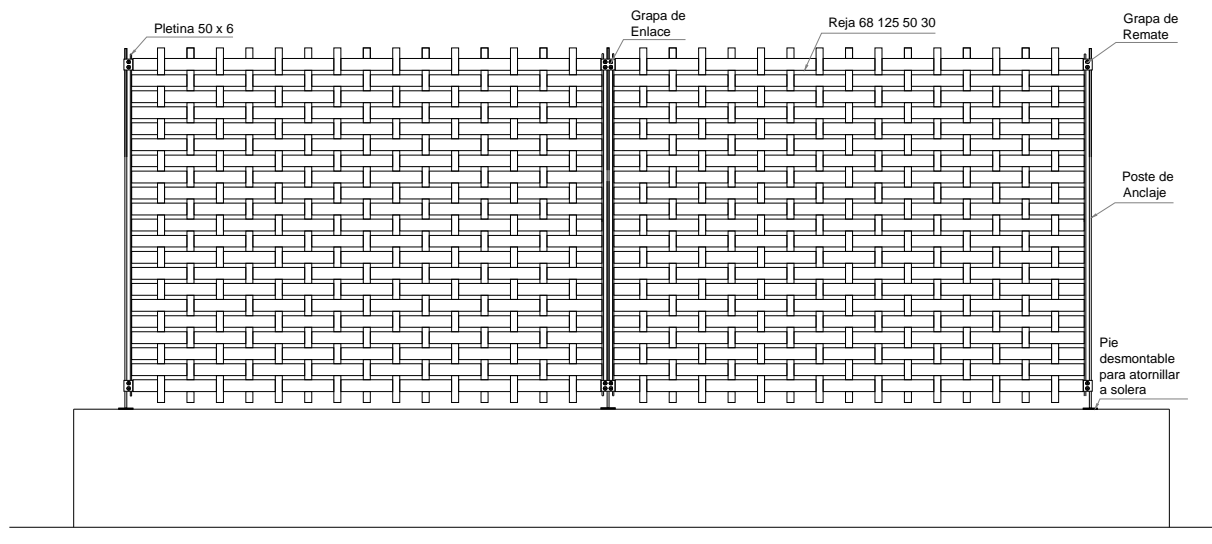 Pletina 50 x 6
Grapa de
Enlace
Reja 68 125 50 30
Grapa de
Remate
Poste de
Anclaje
Pie
desmontable
para atornillar
a solera